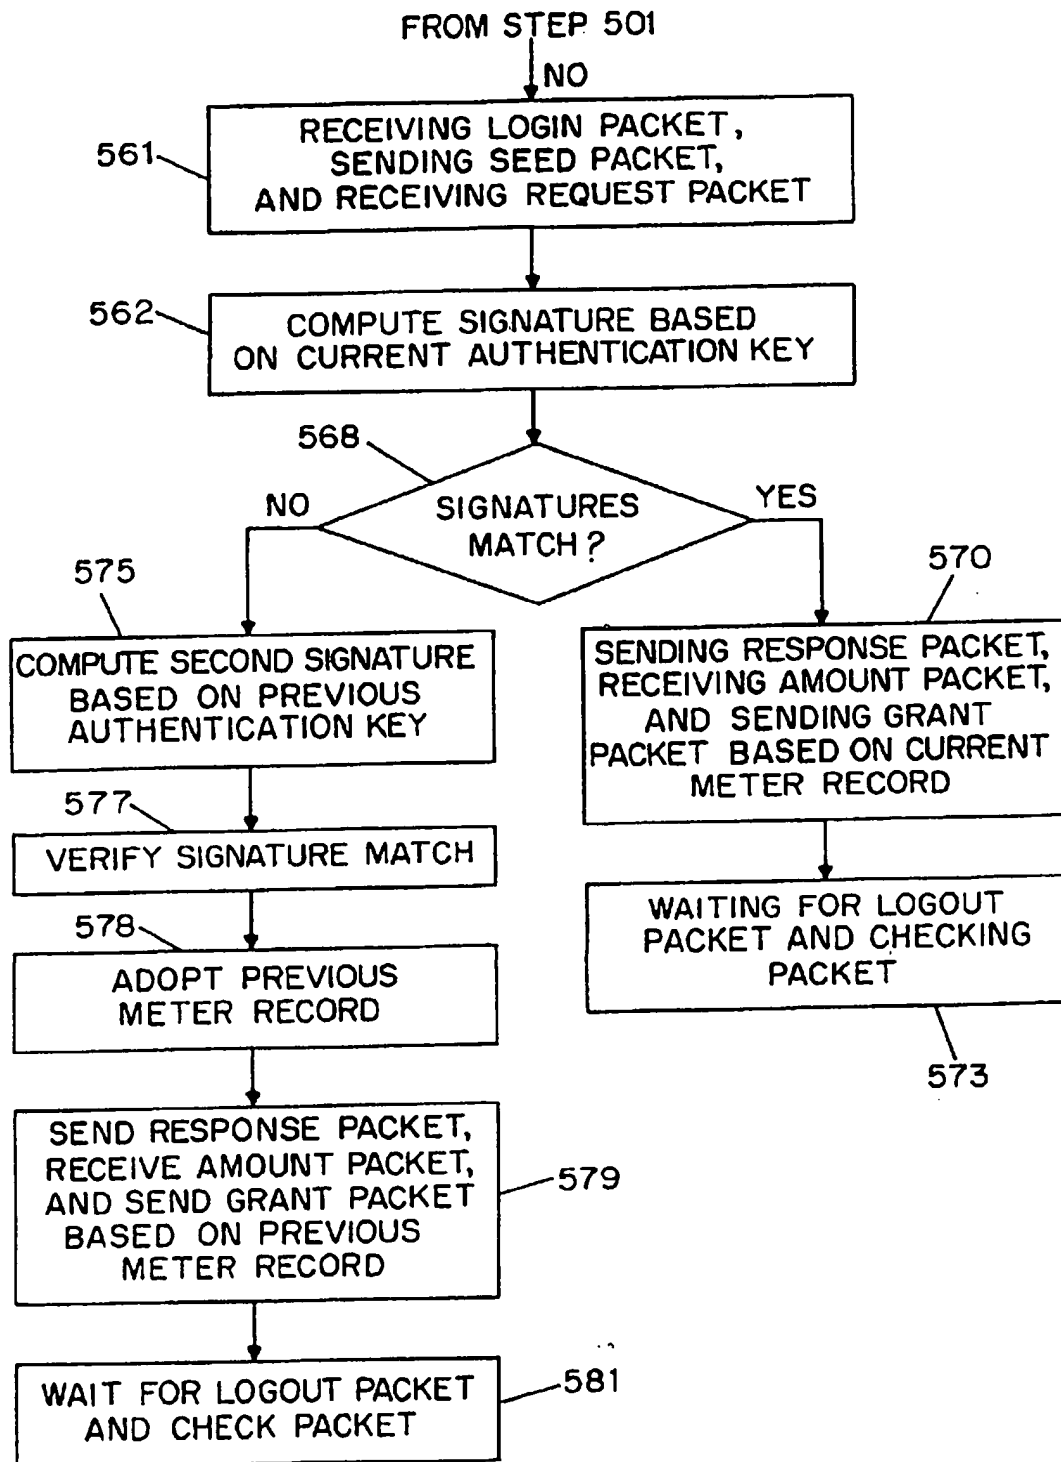 FROM STEP 501
NO
561
RECEIVING LOGIN PACKET,
SENDING SEED PACKET,
AND RECEIVING REQUEST PACKET
562
COMPUTE SIGNATURE BASED
ON CURRENT AUTHENTICATION KEY
568
NO
SIGNATURES
MATCH?
YES
575
COMPUTE SECOND SIGNATURE
BASED ON PREVIOUS
AUTHENTICATION KEY
577
VERIFY SIGNATURE MATCH
578
ADOPT PREVIOUS
METER RECORD
SEND RESPONSE PACKET,
RECEIVE AMOUNT PACKET,
AND SEND GRANT PACKET
BASED ON PREVIOUS
METER RECORD
579
WAIT FOR LOGOUT PACKET
AND CHECK PACKET
581
570
SENDING RESPONSE PACKET,
RECEIVING AMOUNT PACKET,
AND SENDING GRANT
PACKET BASED ON CURRENT
METER RECORD
WAITING FOR LOGOUT
PACKET AND CHECKING
PACKET
573